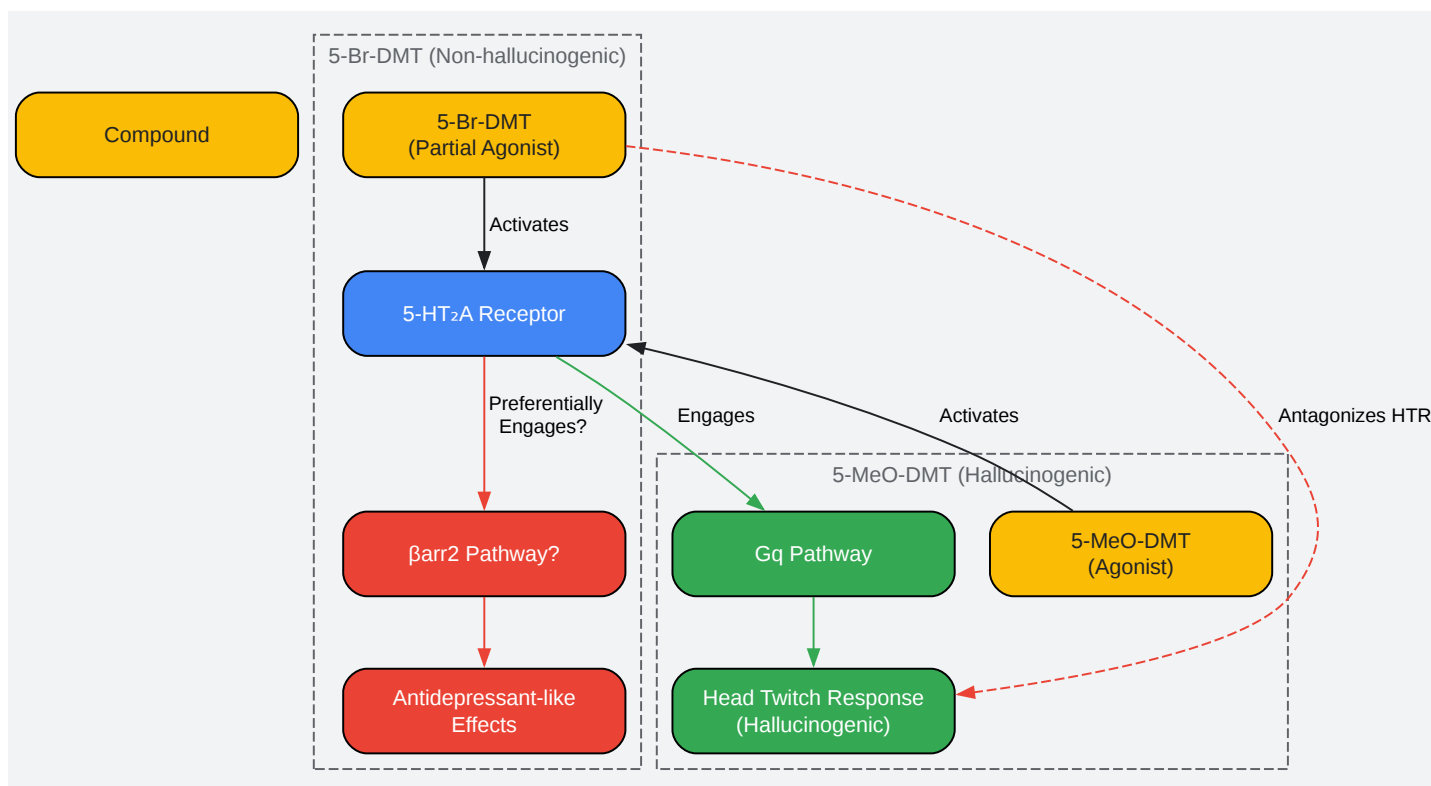 5-Br-DMT (Non-hallucinogenic)
Compound
5-Br-DMT
(Partial Agonist)
Activates
5-HT₂A Receptor
Preferentially
Engages?
Engages
Activates
Antagonizes HTR
5-MeO-DMT (Hallucinogenic)
βarr2 Pathway?
Gq Pathway
5-MeO-DMT
(Agonist)
Antidepressant-like
Effects
Head Twitch Response
(Hallucinogenic)